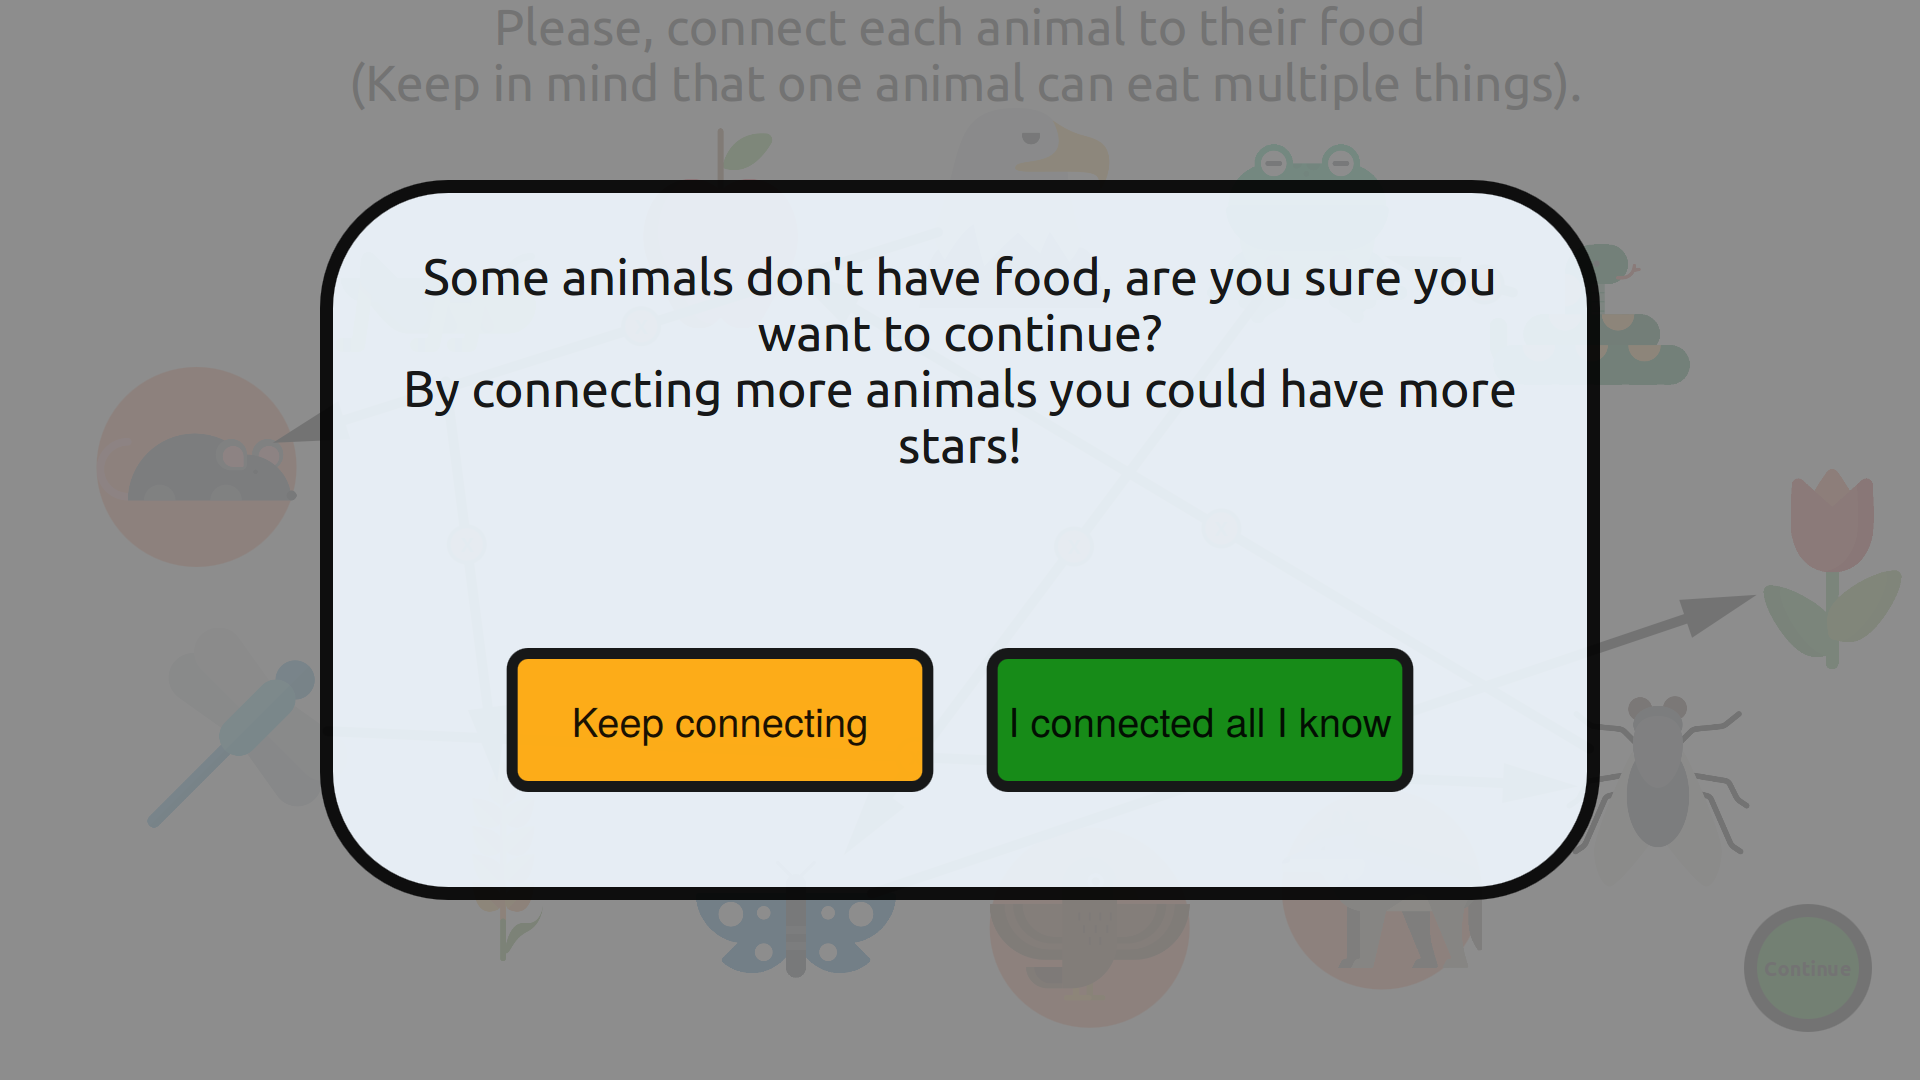 Please, connect each animal to their food
(Keep in mind that one animal can eat multiple things).
Some animals don't have food, are you sure you
want to continue?
By connecting more animals you could have more
stars!
Keep connecting
I connected all I know
Continue